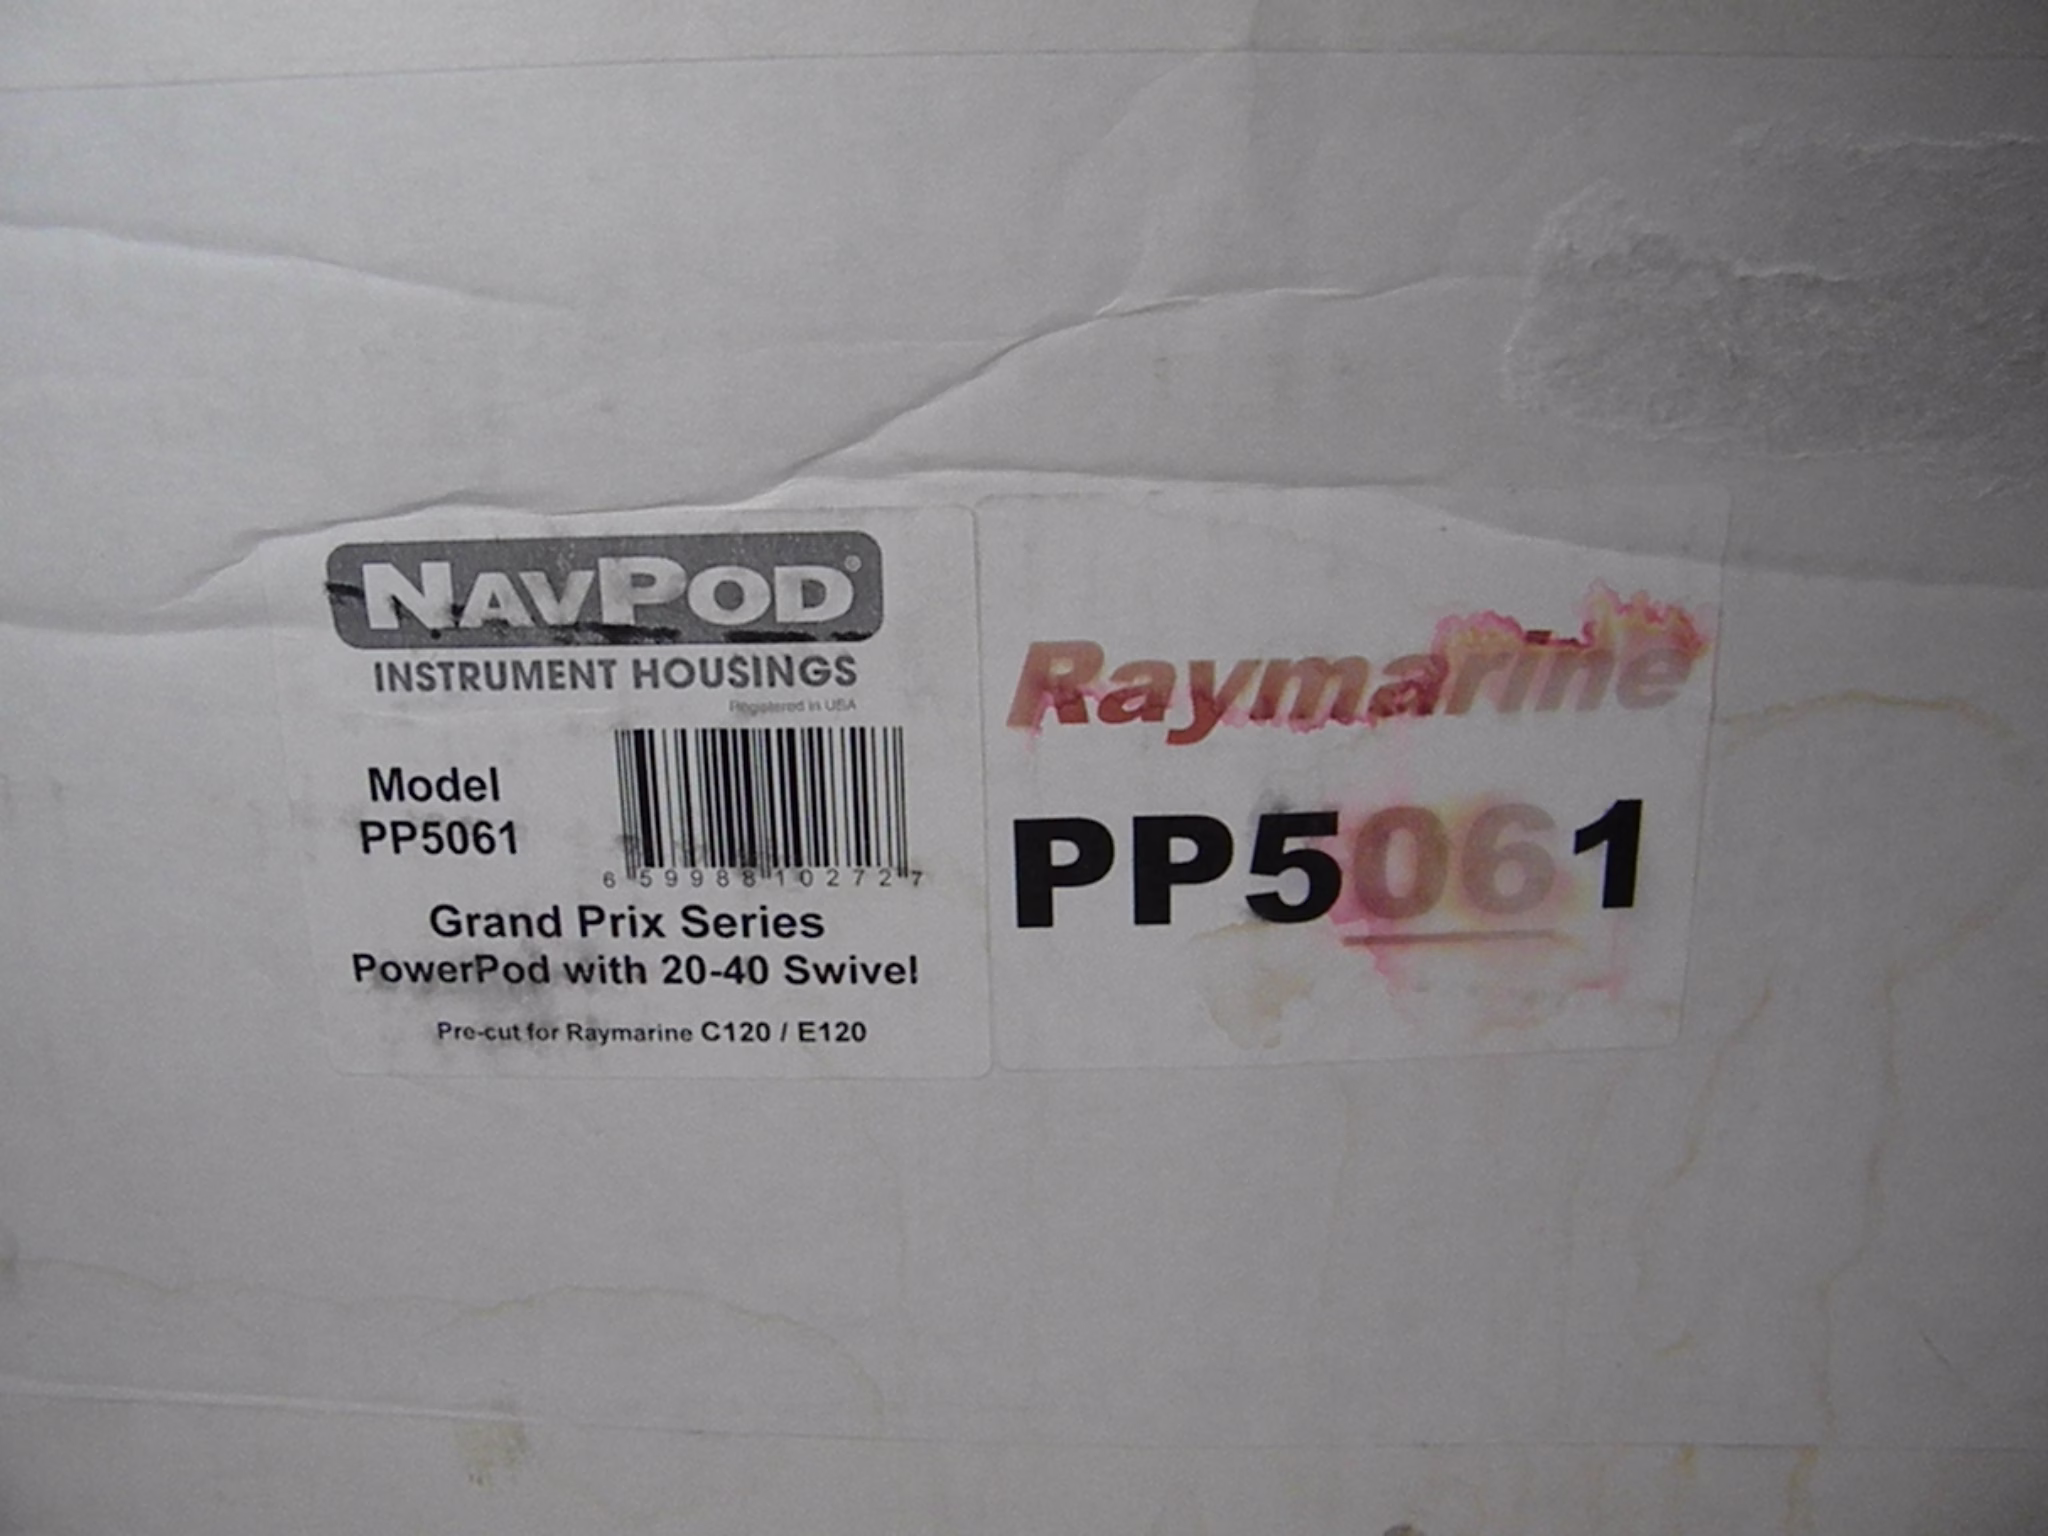 NAVPOD®
INSTRUMENT HOUSINGS
Registered in USA
Model
PP5061
6 59988 10272 7
Grand Prix Series
PowerPod with 20-40 Swivel
Pre-cut for Raymarine C120 / E120
Raymarine
PP5061